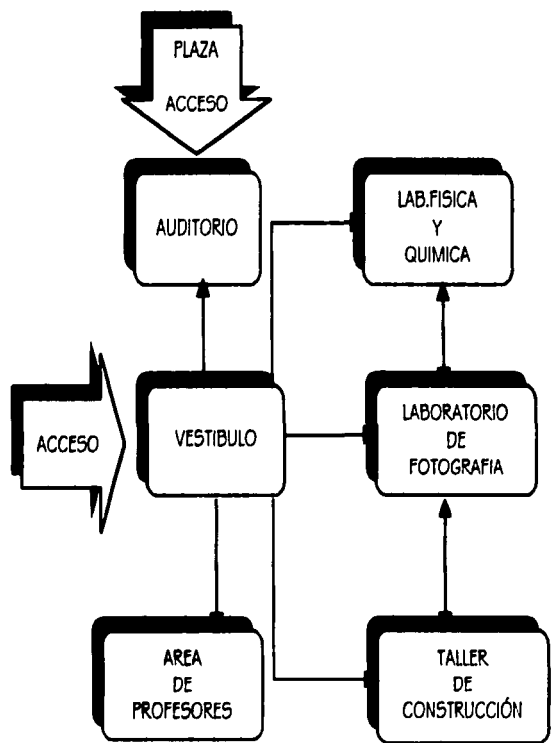 PLAZA
ACCESO
AUDITORIO
LAB.FISICA
Y
QUIMICA
ACCESO
VESTIBULO
LABORATORIO
DE
FOTOGRAFIA
AREA
DE
PROFESORES
TALLER
DE
CONSTRUCCIÓN